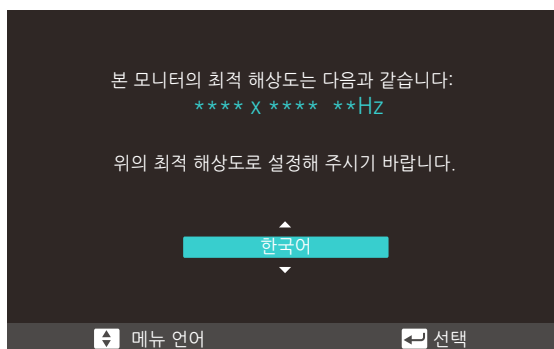 본 모니터의 최적 해상도는 다음과 같습니다:
**** x **** **Hz
위의 최적 해상도로 설정해 주시기 바랍니다.
한국어
메뉴 언어
선택